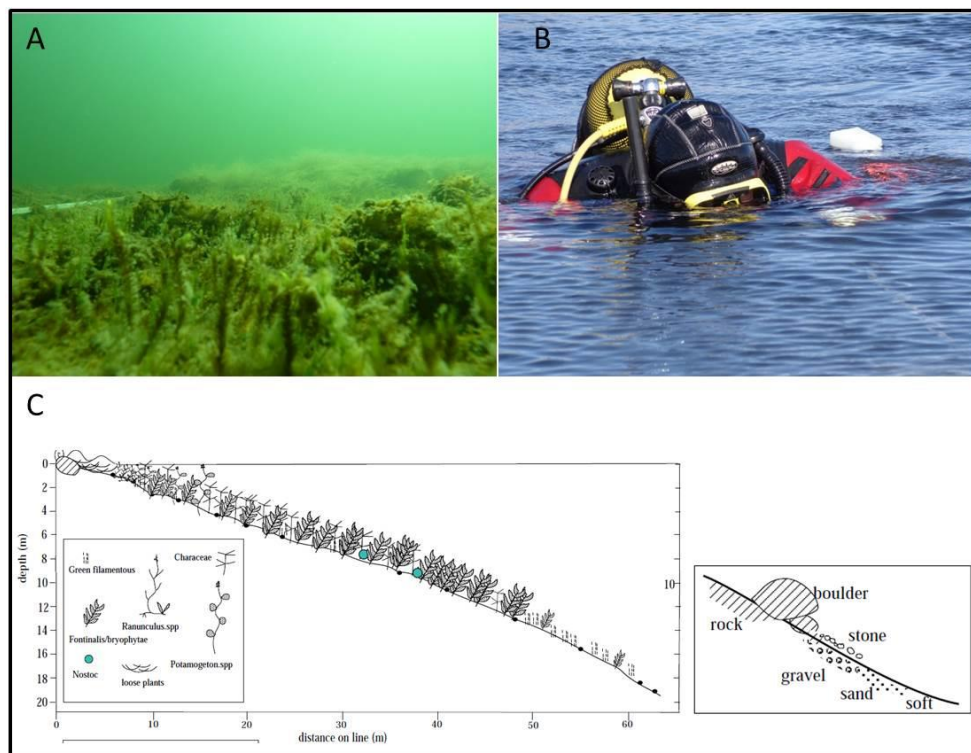 A
B
C
0
2
4
6
8
10
12
14
16
18
20
depth (m)
10
Green filamentous
Characeae
Ranunculus.spp
Fontinalis/bryophytae
Potamogeton.spp
Nostoc
loose plants
0
10
20
30
40
50
60
distance on line (m)
boulder
rock
stone
gravel
sand
soft